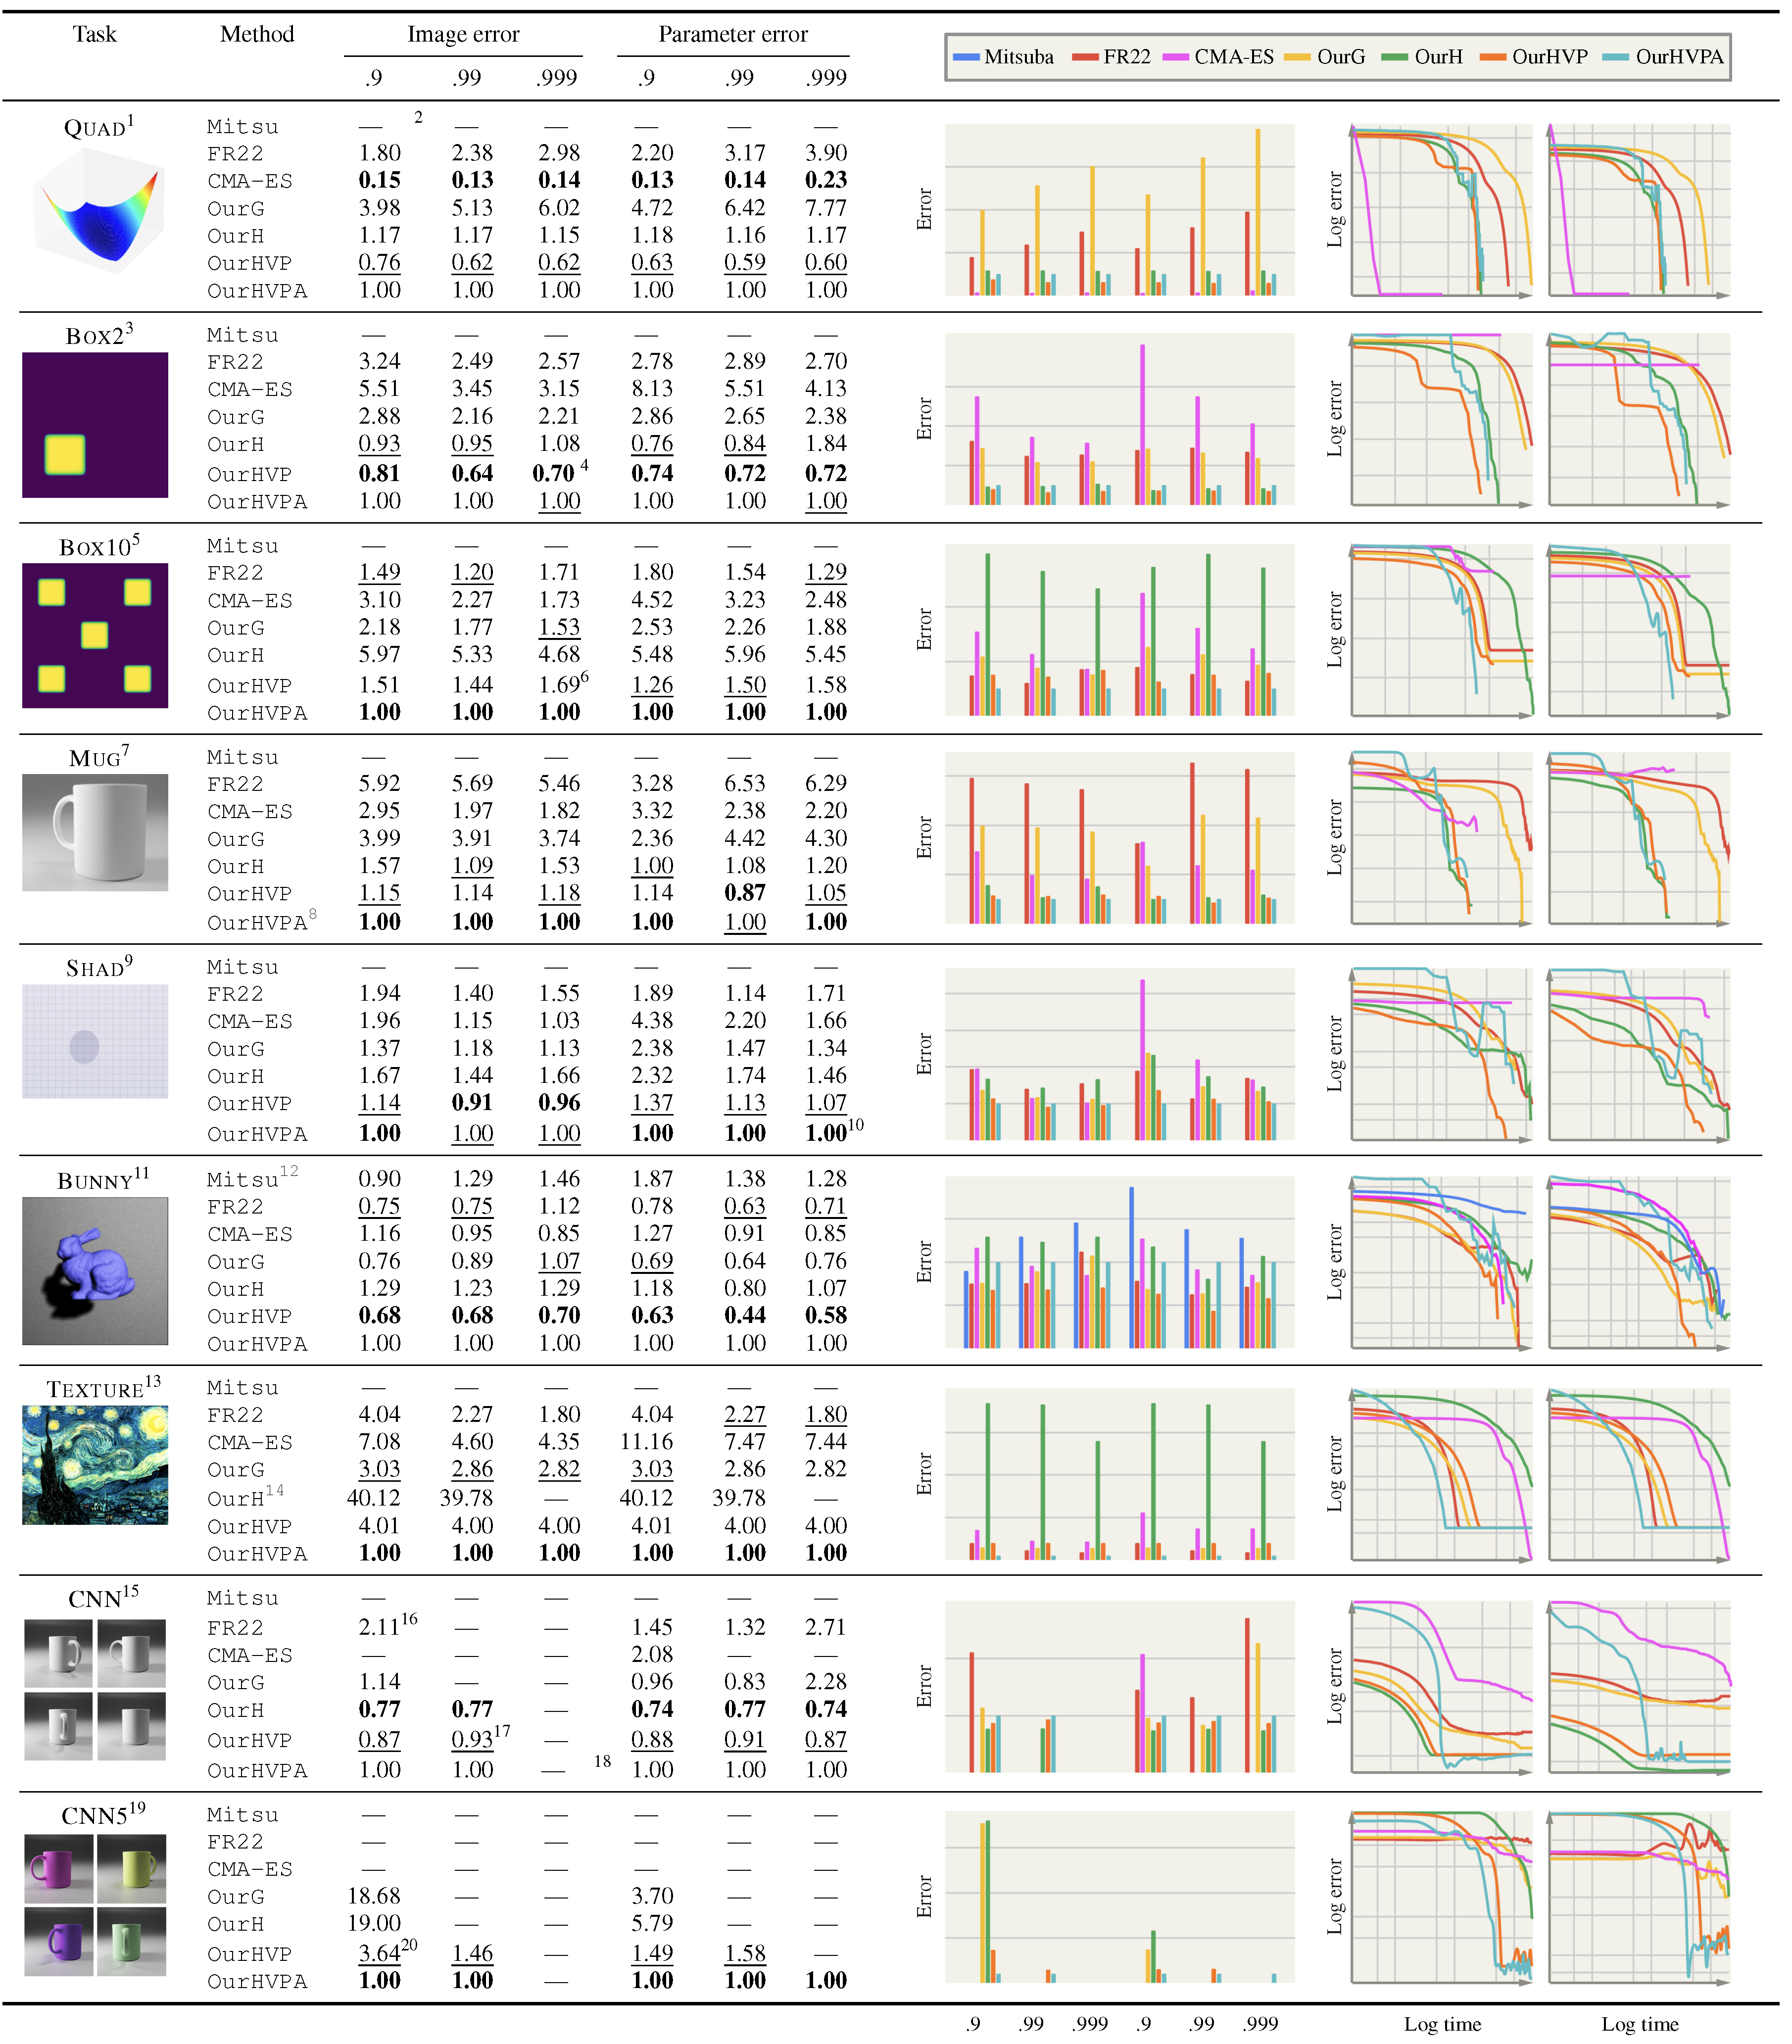 Task Method Image error Parameter error
.9 .99 .999 .9 .99 .999
Mitsuba FR22 CMA-ES OurG OurH OurHVP OurHVPA
QUAD1 Mitsu — 2 — — — — —
FR22 1.80 2.38 2.98 2.20 3.17 3.90
CMA-ES 0.15 0.13 0.14 0.13 0.14 0.23
OurG 3.98 5.13 6.02 4.72 6.42 7.77
OurH 1.17 1.17 1.15 1.18 1.16 1.17
OurHVP 0.76 0.62 0.62 0.63 0.59 0.60
OurHVPA 1.00 1.00 1.00 1.00 1.00 1.00
Error
Log error
BOX23 Mitsu — — — — — —
FR22 3.24 2.49 2.57 2.78 2.89 2.70
CMA-ES 5.51 3.45 3.15 8.13 5.51 4.13
OurG 2.88 2.16 2.21 2.86 2.65 2.38
OurH 0.93 0.95 1.08 0.76 0.84 1.84
OurHVP 0.81 0.64 0.70 4 0.74 0.72 0.72
OurHVPA 1.00 1.00 1.00 1.00 1.00 1.00
Error
Log error
BOX105 Mitsu — — — — — —
FR22 1.49 1.20 1.71 1.80 1.54 1.29
CMA-ES 3.10 2.27 1.73 4.52 3.23 2.48
OurG 2.18 1.77 1.53 2.53 2.26 1.88
OurH 5.97 5.33 4.68 5.48 5.96 5.45
OurHVP 1.51 1.44 1.696 1.26 1.50 1.58
OurHVPA 1.00 1.00 1.00 1.00 1.00 1.00
Error
Log error
MUG7 Mitsu — — — — — —
FR22 5.92 5.69 5.46 3.28 6.53 6.29
CMA-ES 2.95 1.97 1.82 3.32 2.38 2.20
OurG 3.99 3.91 3.74 2.36 4.42 4.30
OurH 1.57 1.09 1.53 1.00 1.08 1.20
OurHVP 1.15 1.14 1.18 1.14 0.87 1.05
OurHVPA8 1.00 1.00 1.00 1.00 1.00 1.00
Error
Log error
SHAD9 Mitsu — — — — — —
FR22 1.94 1.40 1.55 1.89 1.14 1.71
CMA-ES 1.96 1.15 1.03 4.38 2.20 1.66
OurG 1.37 1.18 1.13 2.38 1.47 1.34
OurH 1.67 1.44 1.66 2.32 1.74 1.46
OurHVP 1.14 0.91 0.96 1.37 1.13 1.07
OurHVPA 1.00 1.00 1.00 1.00 1.00 1.0010
Error
Log error
BUNNY11 Mitsu12 0.90 1.29 1.46 1.87 1.38 1.28
FR22 0.75 0.75 1.12 0.78 0.63 0.71
CMA-ES 1.16 0.95 0.85 1.27 0.91 0.85
OurG 0.76 0.89 1.07 0.69 0.64 0.76
OurH 1.29 1.23 1.29 1.18 0.80 1.07
OurHVP 0.68 0.68 0.70 0.63 0.44 0.58
OurHVPA 1.00 1.00 1.00 1.00 1.00 1.00
Error
Log error
TEXTURE13 Mitsu — — — — — —
FR22 4.04 2.27 1.80 4.04 2.27 1.80
CMA-ES 7.08 4.60 4.35 11.16 7.47 7.44
OurG 3.03 2.86 2.82 3.03 2.86 2.82
OurH14 40.12 39.78 — 40.12 39.78 —
OurHVP 4.01 4.00 4.00 4.01 4.00 4.00
OurHVPA 1.00 1.00 1.00 1.00 1.00 1.00
Error
Log error
CNN15 Mitsu — — — — — —
FR22 2.1116 — — 1.45 1.32 2.71
CMA-ES — — — 2.08 — —
OurG 1.14 — — 0.96 0.83 2.28
OurH 0.77 0.77 — 0.74 0.77 0.74
OurHVP 0.87 0.9317 — 0.88 0.91 0.87
OurHVPA 1.00 1.00 — 18 1.00 1.00 1.00
Error
Log error
CNN519 Mitsu — — — — — —
FR22 — — — — — —
CMA-ES — — — — — —
OurG 18.68 — — 3.70 — —
OurH 19.00 — — 5.79 — —
OurHVP 3.6420 1.46 — 1.49 1.58 —
OurHVPA 1.00 1.00 — 1.00 1.00 1.00
Error
Log error
.9 .99 .999 .9 .99 .999 Log time Log time